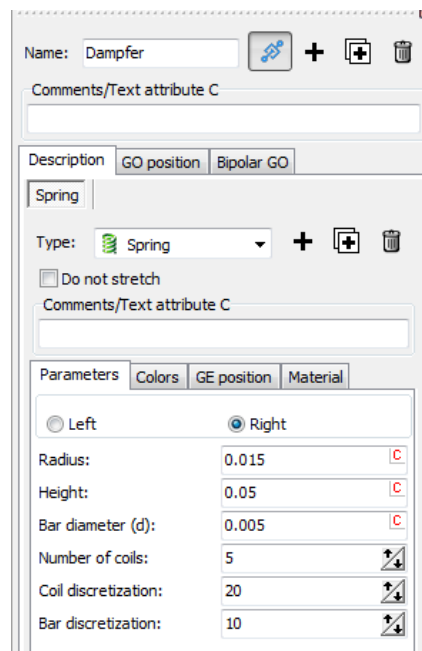 Name: Dampfer
Comments/Text attribute C
Description GO position Bipolar GO
Spring
Type: Spring
Do not stretch
Comments/Text attribute C
Parameters Colors GE position Material
Left Right
Radius: 0.015 C
Height: 0.05 C
Bar diameter (d): 0.005 C
Number of coils: 5
Coil discretization: 20
Bar discretization: 10